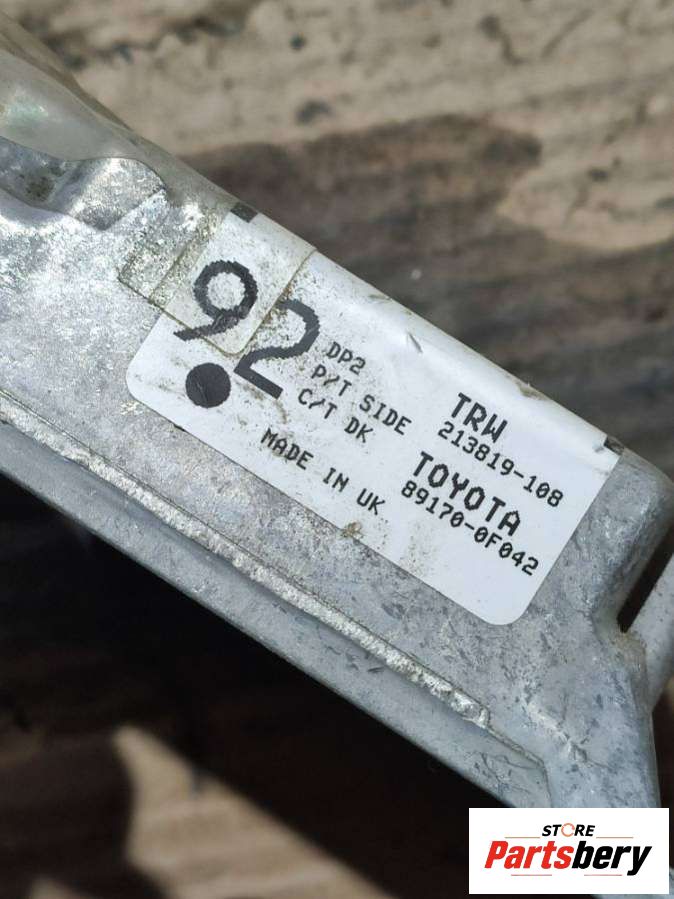 92
DP2
P/T SIDE
C/T DK
MADE IN UK
TRW
213819-108
TOYOTA
89170-0F042
STORE
Partsbery